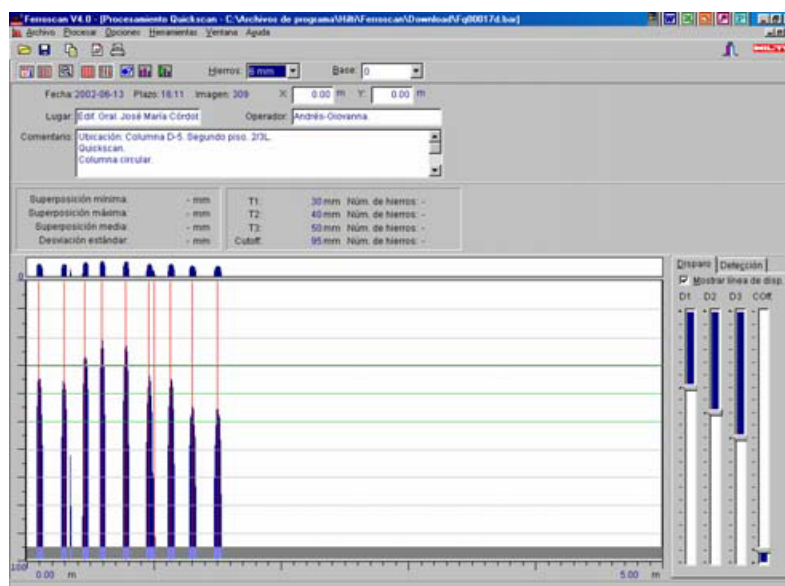 Ferroscan V4.0 - [Procesamiento Quickscan - C:\Archivos de programa\Hilti\Ferroscan\Download\Fq00017d.bar]
Archivo Procesar Opciones Herramientas Ventana Ayuda
HILTI
Hierros: 6 mm Base: 0
Fecha: 2002-06-13 Plazo: 18:11 Imagen: 309 X 0.00 m Y: 0.00 m
Lugar: Edif. Gral. José María Córdot Operador: Andrés-Giovanna.
Comentario: Ubicación: Columna D-5. Segundo piso. 2/3L.
Quickscan.
Columna circular.
Superposición mínima: - mm T1: 30 mm Núm. de hierros: -
Superposición máxima: - mm T2: 40 mm Núm. de hierros: -
Superposición media: - mm T3: 50 mm Núm. de hierros: -
Desviación estándar: - mm Cutoff: 95 mm Núm. de hierros: -
Disparo Detección
Mostrar línea de disp.
D1 D2 D3 COff.
0
100
0.00 m 5.00 m